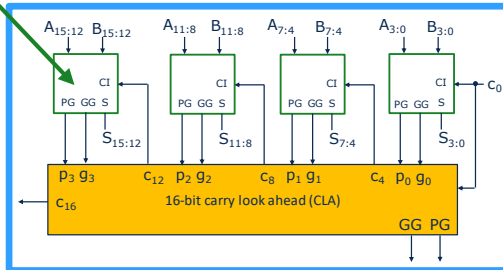 A15:12 B15:12 A11:8 B11:8 A7:4 B7:4 A3:0 B3:0
CI CI CI CI c0
PG GG S PG GG S PG GG S PG GG S
S15:12 S11:8 S7:4 S3:0
p3 g3 c12 p2 g2 c8 p1 g1 c4 p0 g0
c16 16-bit carry look ahead (CLA)
GG PG